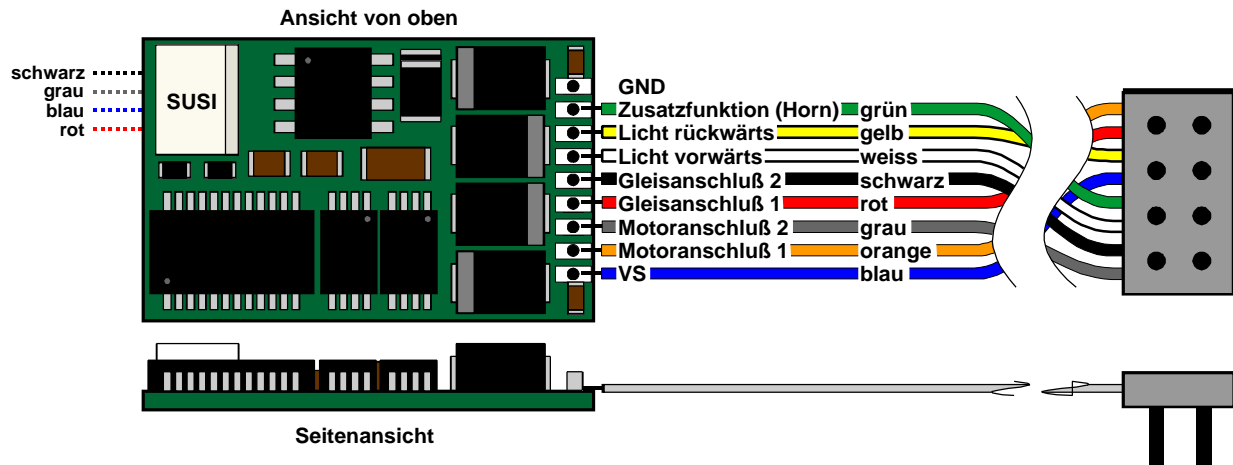 Ansicht von oben
schwarz
grau
blau
rot
SUSI
GND
Zusatzfunktion (Horn) grün
Licht rückwärts gelb
Licht vorwärts weiss
Gleisanschluß 2 schwarz
Gleisanschluß 1 rot
Motoranschluß 2 grau
Motoranschluß 1 orange
VS blau
Seitenansicht